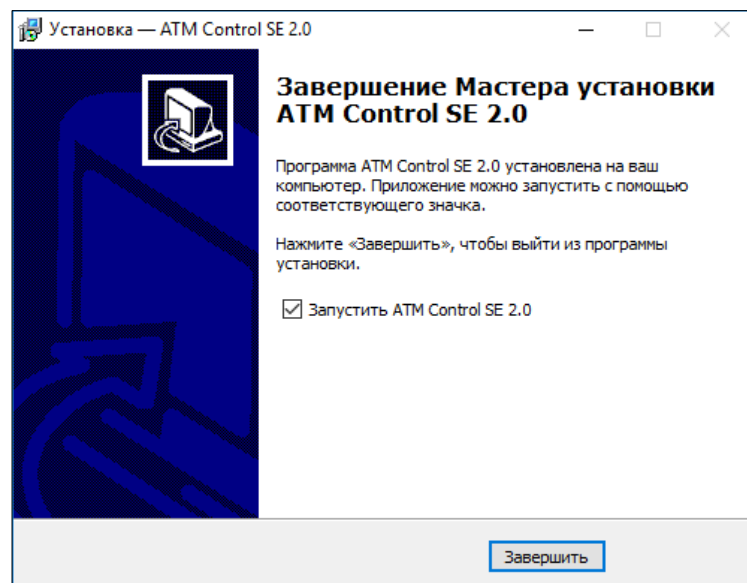 Установка — ATM Control SE 2.0
Завершение Мастера установки
ATM Control SE 2.0
Программа ATM Control SE 2.0 установлена на ваш
компьютер. Приложение можно запустить с помощью
соответствующего значка.
Нажмите «Завершить», чтобы выйти из программы
установки.
Запустить ATM Control SE 2.0
Завершить